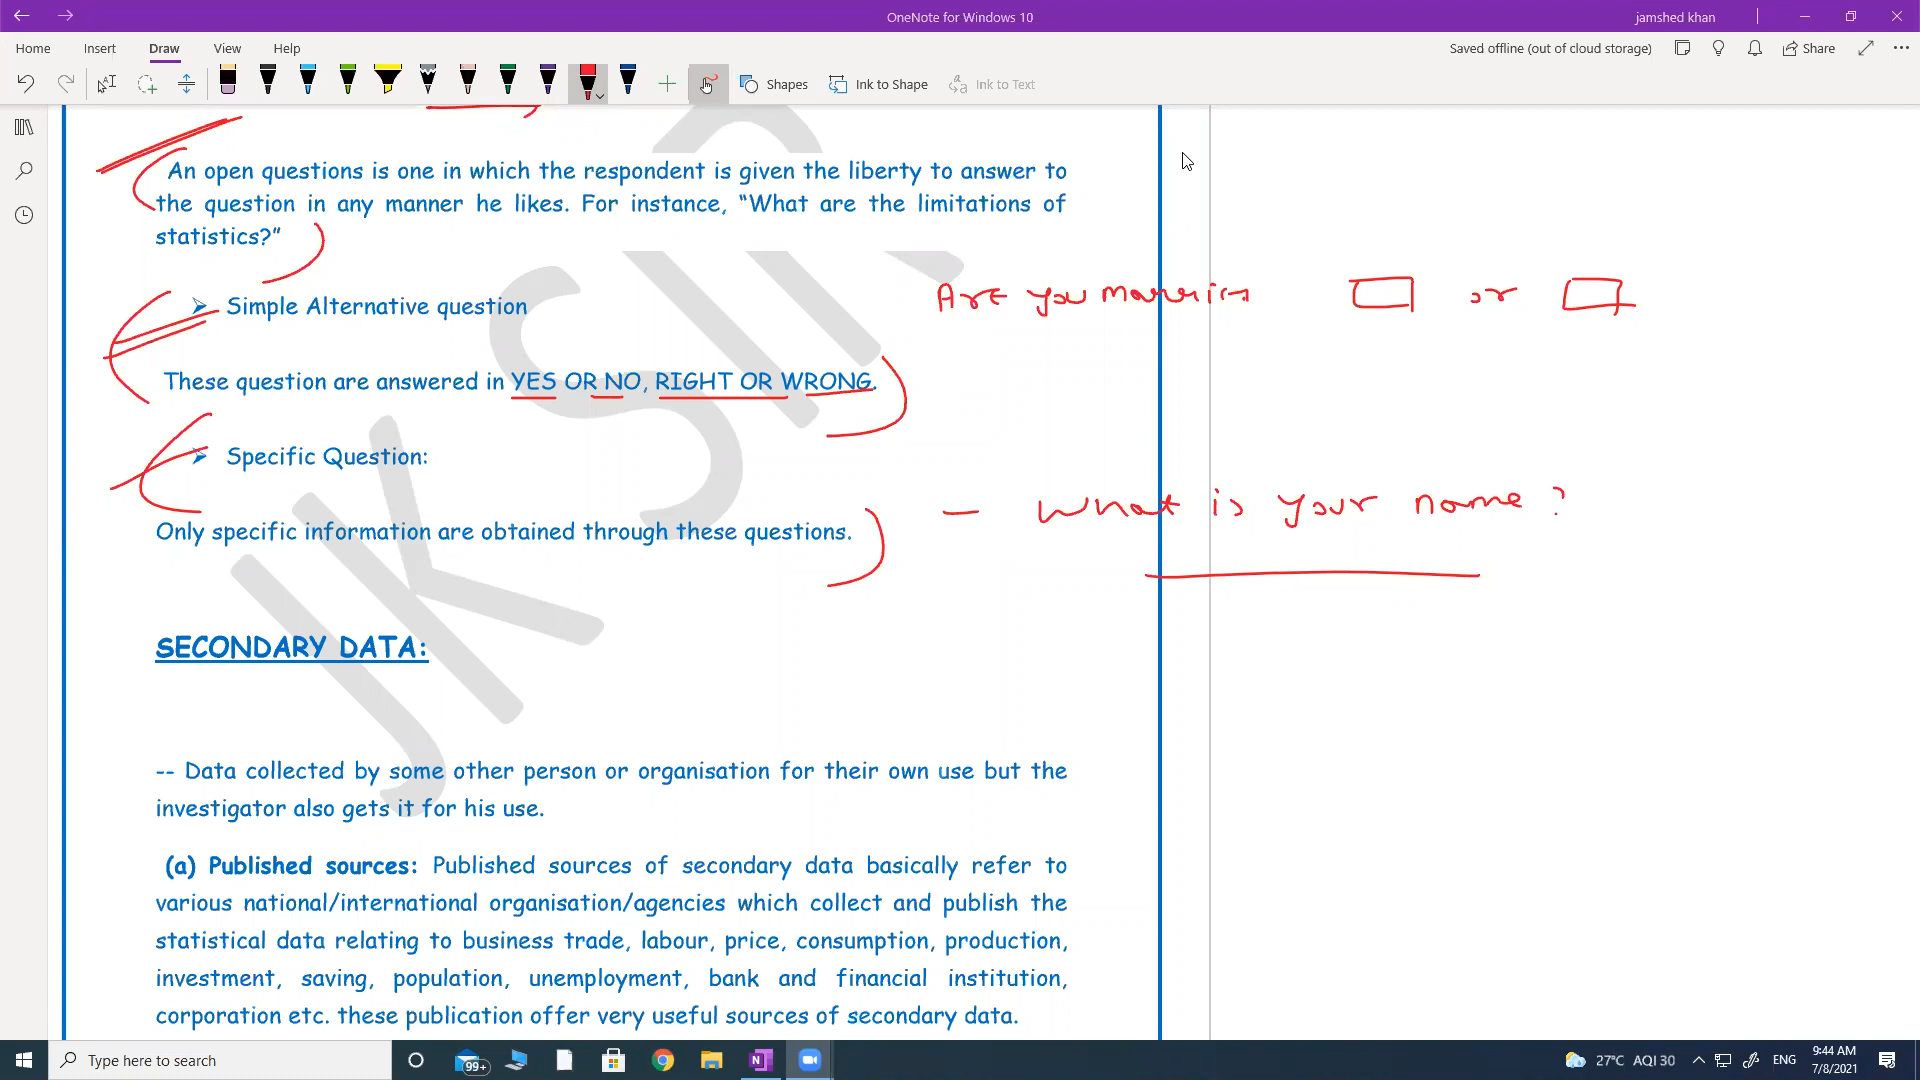 OneNote for Windows 10
jamshed khan
Home Insert Draw View Help
Saved offline (out of cloud storage)
Share
Shapes
Ink to Shape
Ink to Text
An open questions is one in which the respondent is given the liberty to answer to
the question in any manner he likes. For instance, “What are the limitations of
statistics?”
Simple Alternative question
Are you or
These question are answered in YES OR NO, RIGHT OR WRONG.
Specific Question:
- What is your name ?
Only specific information are obtained through these questions.
SECONDARY DATA:
-- Data collected by some other person or organisation for their own use but the
investigator also gets it for his use.
(a) Published sources: Published sources of secondary data basically refer to
various national/international organisation/agencies which collect and publish the
statistical data relating to business trade, labour, price, consumption, production,
investment, saving, population, unemployment, bank and financial institution,
corporation etc. these publication offer very useful sources of secondary data.
JK SIR
Type here to search
99+
27°C AQI 30
ENG
9:44 AM
7/8/2021